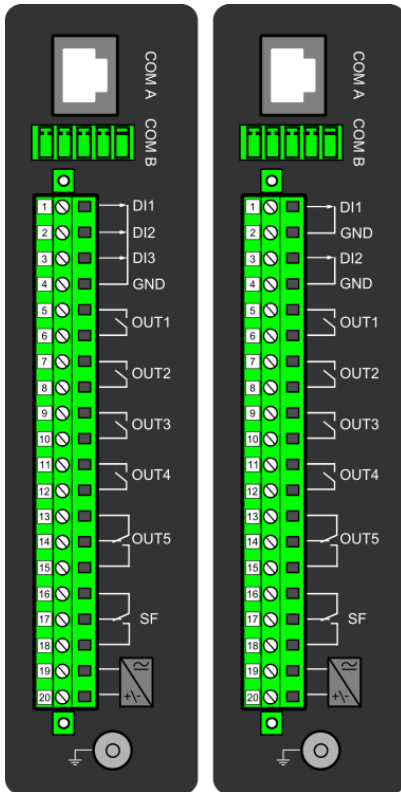 COM A
COM B
1 DI1
2 DI2
3 DI3
4 GND
5
OUT1
6
7
OUT2
8
9
OUT3
10
11
OUT4
12
13
14 OUT5
15
16
17 SF
18
19
20 +/-
COM A
COM B
1 DI1
2 GND
3 DI2
4 GND
5
OUT1
6
7
OUT2
8
9
OUT3
10
11
OUT4
12
13
14 OUT5
15
16
17 SF
18
19
20 +/-